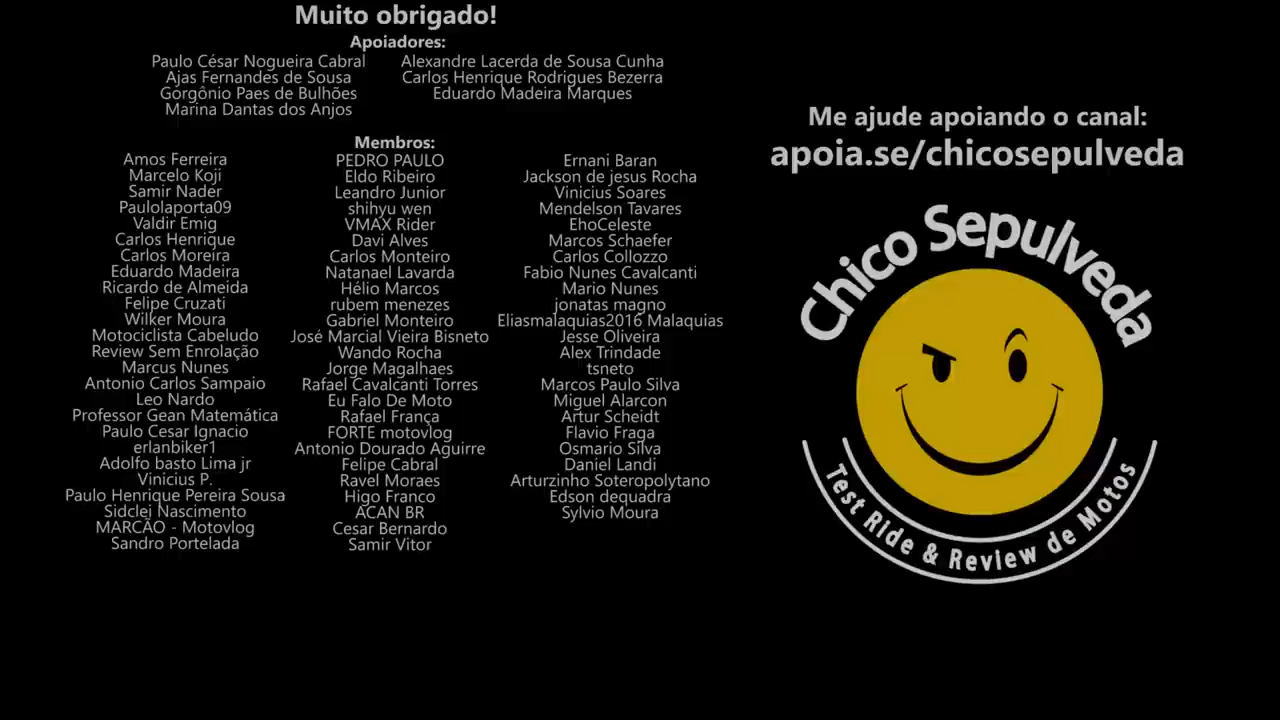 Muito obrigado!
Apoiadores:
Paulo César Nogueira Cabral
Ajas Fernandes de Sousa
Gorgônio Paes de Bulhões
Marina Dantas dos Anjos
Alexandre Lacerda de Sousa Cunha
Carlos Henrique Rodrigues Bezerra
Eduardo Madeira Marques
Membros:
Amos Ferreira
Marcelo Koji
Samir Nader
Paulolaporta09
Valdir Emig
Carlos Henrique
Carlos Moreira
Eduardo Madeira
Ricardo de Almeida
Felipe Cruzati
Wilker Moura
Motociclista Cabeludo
Review Sem Enrolação
Marcus Nunes
Antonio Carlos Sampaio
Leo Nardo
Professor Gean Matemática
Paulo Cesar Ignacio
erlanbiker1
Adolfo basto Lima jr
Vinicius P.
Paulo Henrique Pereira Sousa
Sidclei Nascimento
MARCÃO - Motovlog
Sandro Portelada
PEDRO PAULO
Eldo Ribeiro
Leandro Junior
shihyu wen
VMAX Rider
Davi Alves
Carlos Monteiro
Natanael Lavarda
Hélio Marcos
rubem menezes
Gabriel Monteiro
José Marcial Vieira Bisneto
Wando Rocha
Jorge Magalhaes
Rafael Cavalcanti Torres
Eu Falo De Moto
Rafael França
FORTE motovlog
Antonio Dourado Aguirre
Felipe Cabral
Ravel Moraes
Higo Franco
ACAN BR
Cesar Bernardo
Samir Vitor
Ernani Baran
Jackson de jesus Rocha
Vinicius Soares
Mendelson Tavares
EhoCeleste
Marcos Schaefer
Carlos Collozzo
Fabio Nunes Cavalcanti
Mario Nunes
jonatas magno
Eliasmalaquias2016 Malaquias
Jesse Oliveira
Alex Trindade
tsneto
Marcos Paulo Silva
Miguel Alarcon
Artur Scheidt
Flavio Fraga
Osmario Silva
Daniel Landi
Arturzinho Soteropolytano
Edson dequadra
Sylvio Moura
Me ajude apoiando o canal:
apoia.se/chicosepulveda
Chico Sepulveda
Test Ride & Review de Motos